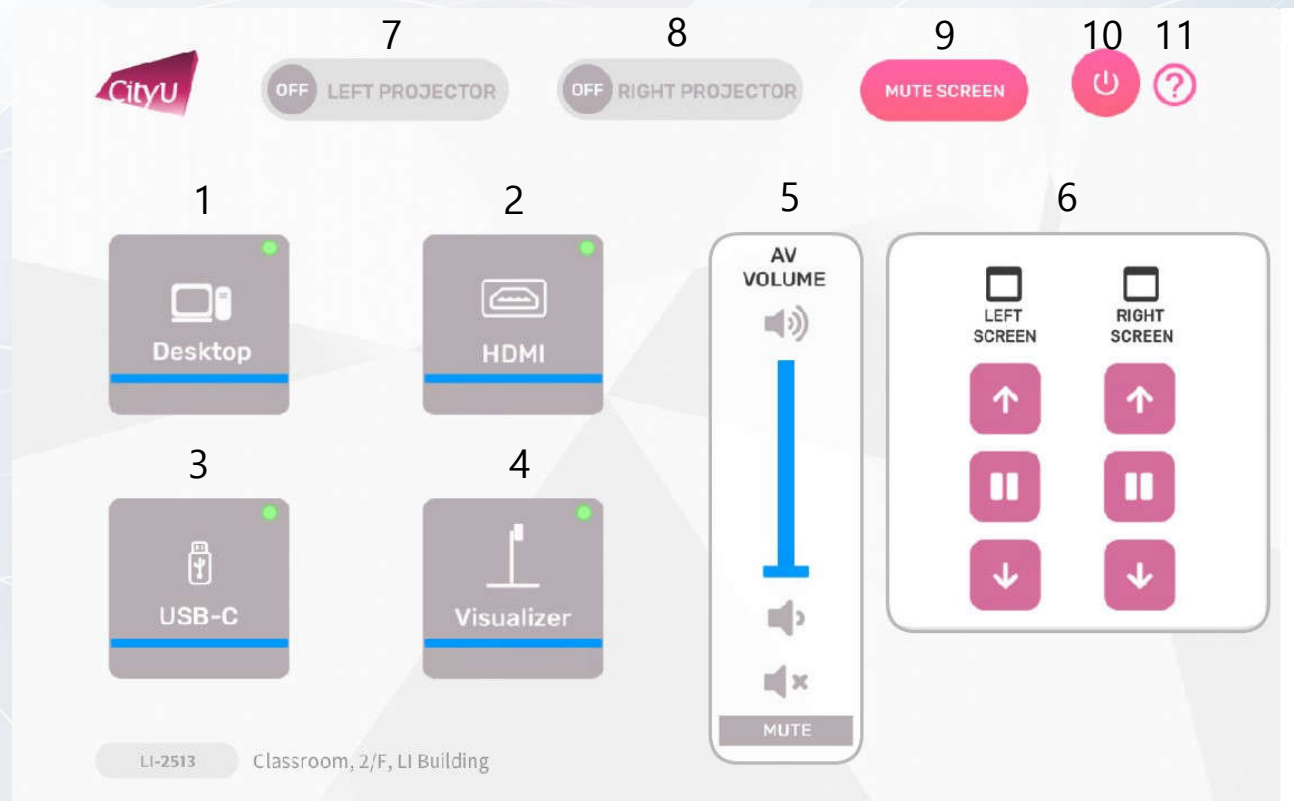 7
8
9
10
11
CityU
OFF LEFT PROJECTOR
OFF RIGHT PROJECTOR
MUTE SCREEN
?
1
2
5
6
Desktop
HDMI
AV
VOLUME
LEFT
SCREEN
RIGHT
SCREEN
3
4
USB-C
Visualizer
MUTE
LI-2513
Classroom, 2/F, LI Building